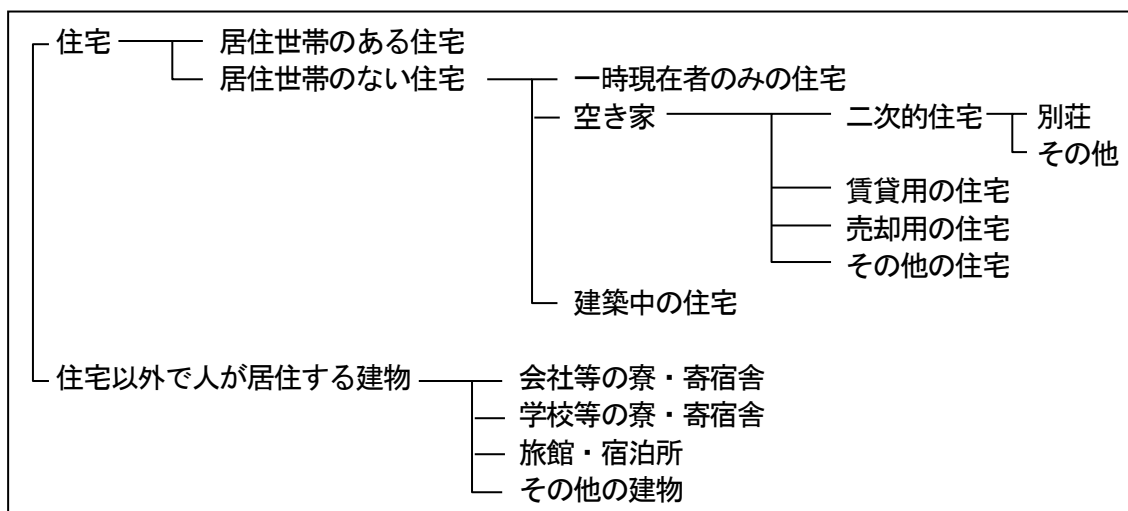 住宅 居住世帯のある住宅
居住世帯のない住宅 一時現在者のみの住宅
空き家 二次的住宅 別荘
その他
賃貸用の住宅
売却用の住宅
その他の住宅
建築中の住宅
住宅以外で人が居住する建物 会社等の寮・寄宿舎
学校等の寮・寄宿舎
旅館・宿泊所
その他の建物